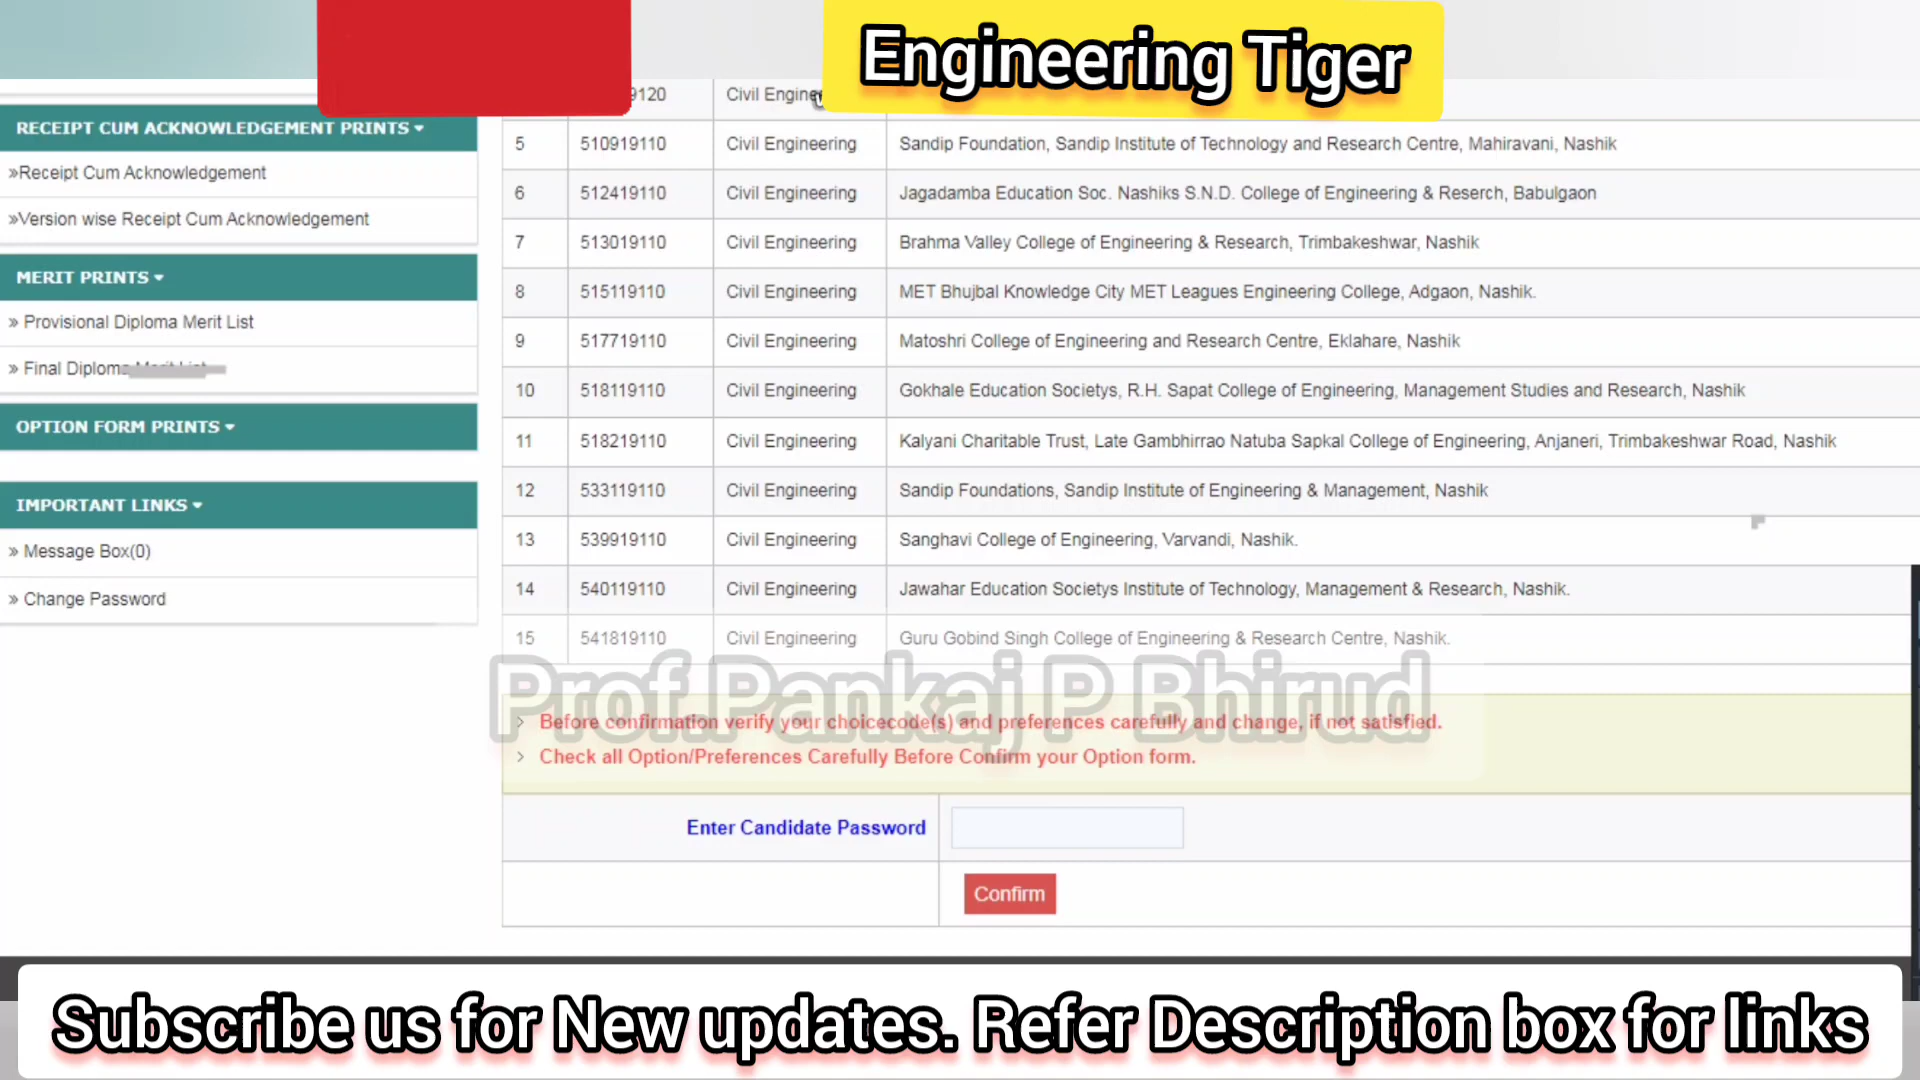 Engineering Tiger
9120 Civil Engine
RECEIPT CUM ACKNOWLEDGEMENT PRINTS
»Receipt Cum Acknowledgement
»Version wise Receipt Cum Acknowledgement
MERIT PRINTS
» Provisional Diploma Merit List
» Final Diploma Merit List
OPTION FORM PRINTS
IMPORTANT LINKS
» Message Box(0)
» Change Password
5 510919110 Civil Engineering Sandip Foundation, Sandip Institute of Technology and Research Centre, Mahiravani, Nashik
6 512419110 Civil Engineering Jagadamba Education Soc. Nashiks S.N.D. College of Engineering & Reserch, Babulgaon
7 513019110 Civil Engineering Brahma Valley College of Engineering & Research, Trimbakeshwar, Nashik
8 515119110 Civil Engineering MET Bhujbal Knowledge City MET Leagues Engineering College, Adgaon, Nashik.
9 517719110 Civil Engineering Matoshri College of Engineering and Research Centre, Eklahare, Nashik
10 518119110 Civil Engineering Gokhale Education Societys, R.H. Sapat College of Engineering, Management Studies and Research, Nashik
11 518219110 Civil Engineering Kalyani Charitable Trust, Late Gambhirrao Natuba Sapkal College of Engineering, Anjaneri, Trimbakeshwar Road, Nashik
12 533119110 Civil Engineering Sandip Foundations, Sandip Institute of Engineering & Management, Nashik
13 539919110 Civil Engineering Sanghavi College of Engineering, Varvandi, Nashik.
14 540119110 Civil Engineering Jawahar Education Societys Institute of Technology, Management & Research, Nashik.
15 541819110 Civil Engineering Guru Gobind Singh College of Engineering & Research Centre, Nashik.
Prof.Pankaj P Bhirud
> Before confirmation verify your choicecode(s) and preferences carefully and change, if not satisfied.
> Check all Option/Preferences Carefully Before Confirm your Option form.
Enter Candidate Password
Confirm
Subscribe us for New updates. Refer Description box for links